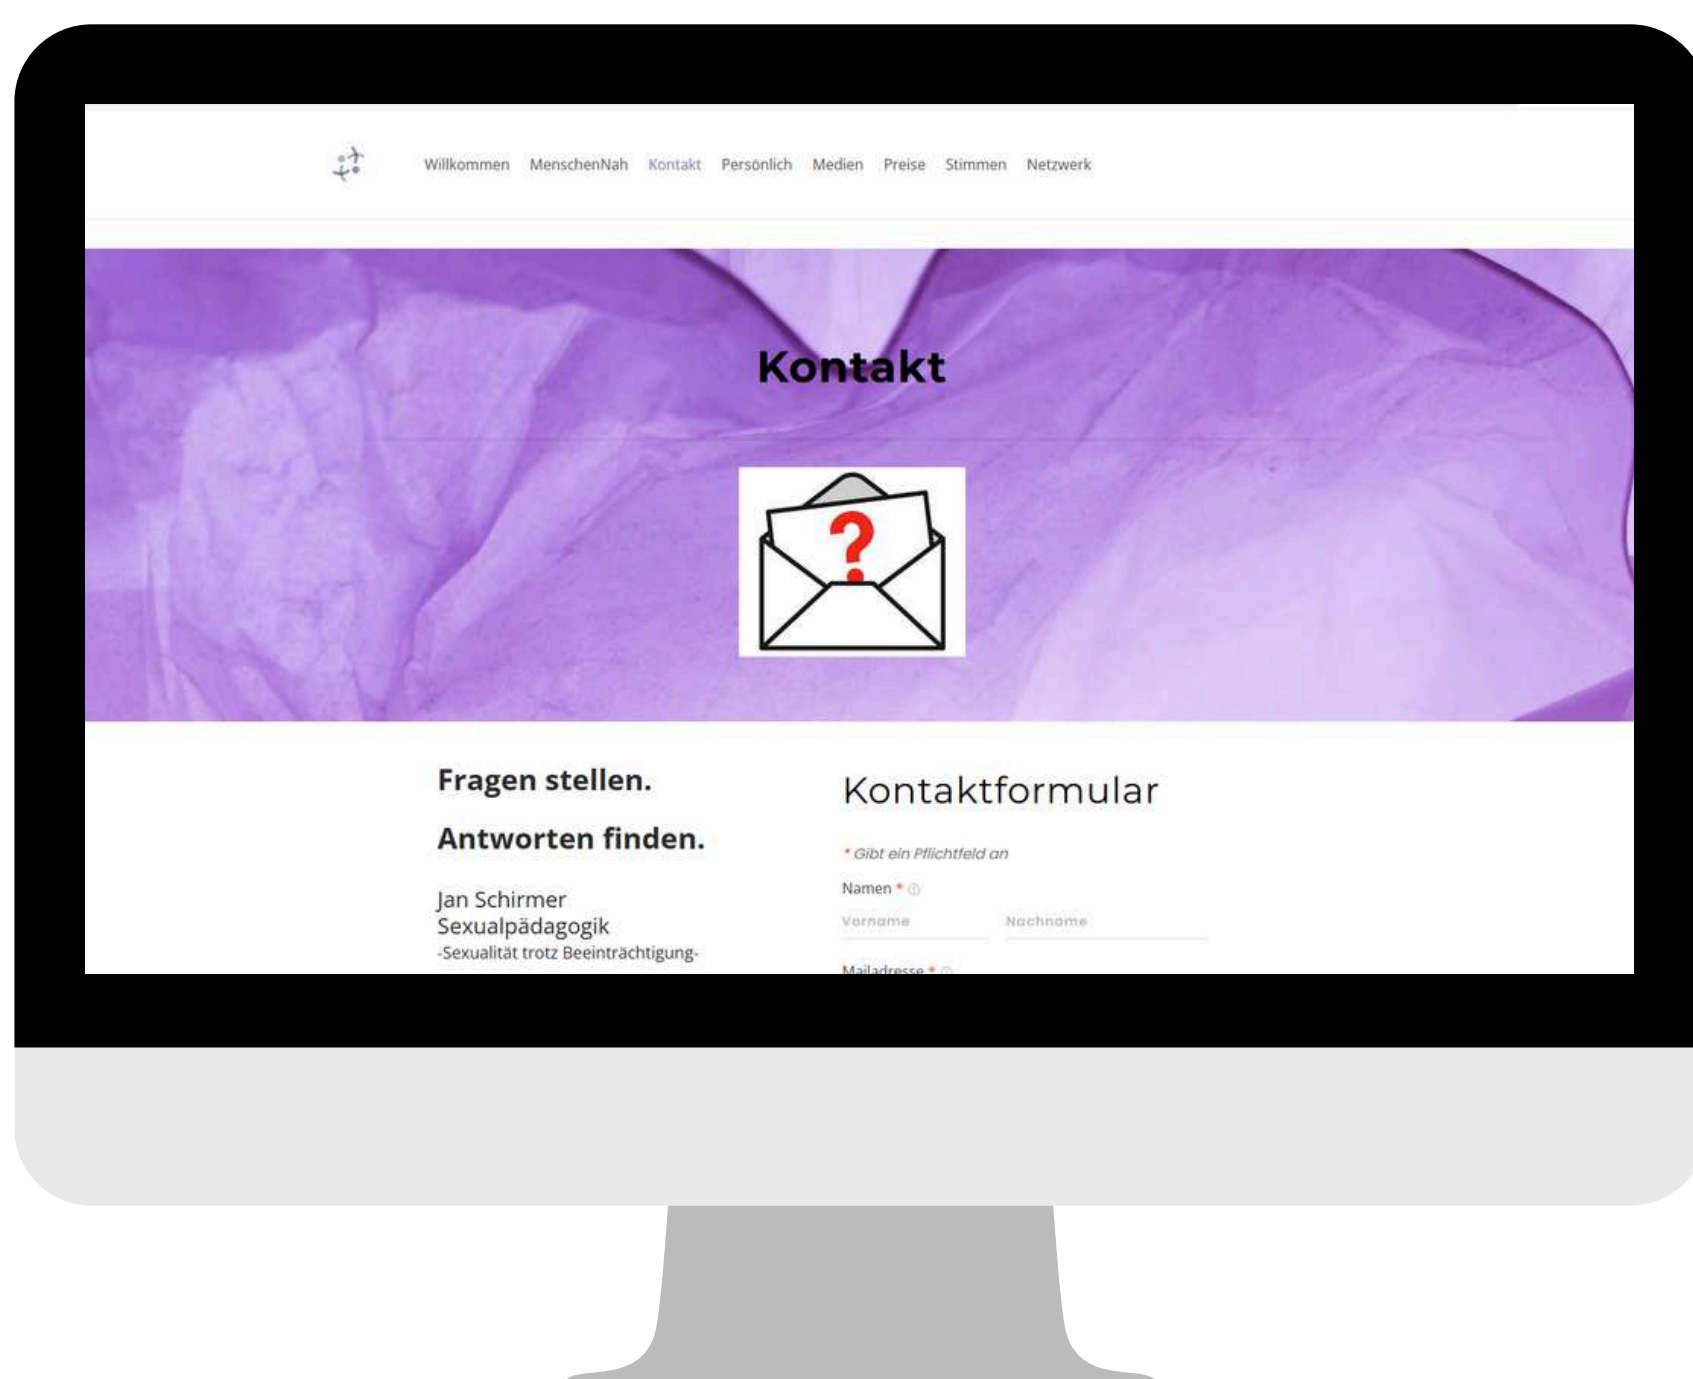 Willkommen MenschenNah Kontakt Persönlich Medien Preise Stimmen Netzwerk
Kontakt
?
Fragen stellen.
Antworten finden.
Jan Schirmer
Sexualpädagogik
-Sexualität trotz Beeinträchtigung-
Kontaktformular
* Gibt ein Pflichtfeld an
Namen *
Vorname Nachname
Mailadresse *